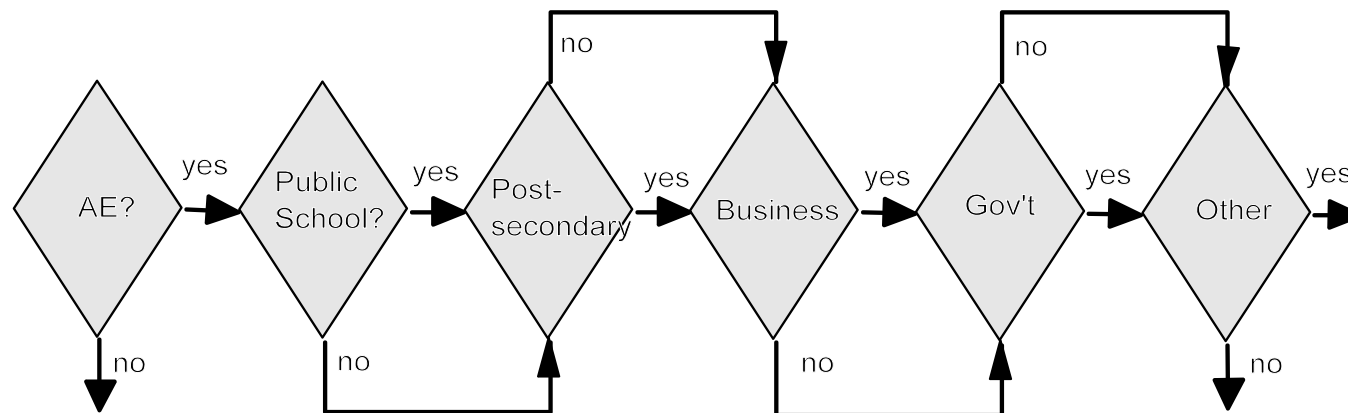 AE?
yes
no
Public
School?
yes
no
Post-
secondary
no
yes
Business
yes
no
Gov't
no
yes
Other
yes
no